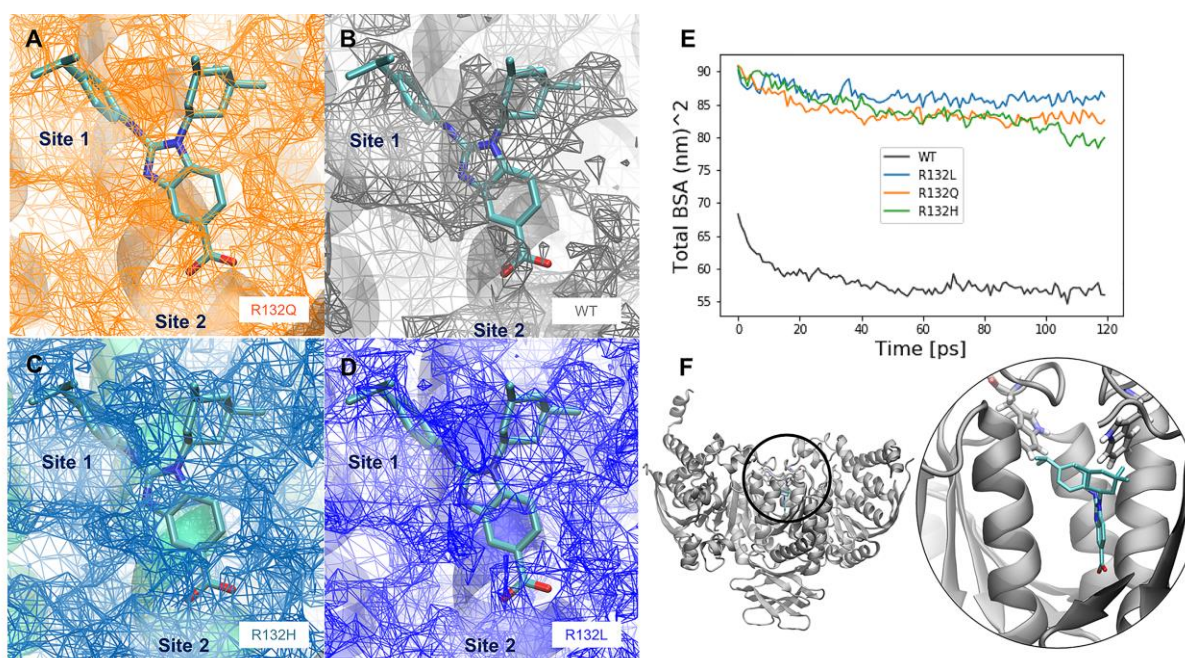 A
Site 1
Site 2
R132Q
B
Site 1
Site 2
WT
C
Site 1
Site 2
R132H
D
Site 1
Site 2
R132L
E
Total BSA (nm)^2
90
85
80
75
70
65
60
55
WT
R132L
R132Q
R132H
0
20
40
60
80
100
120
Time [ps]
F